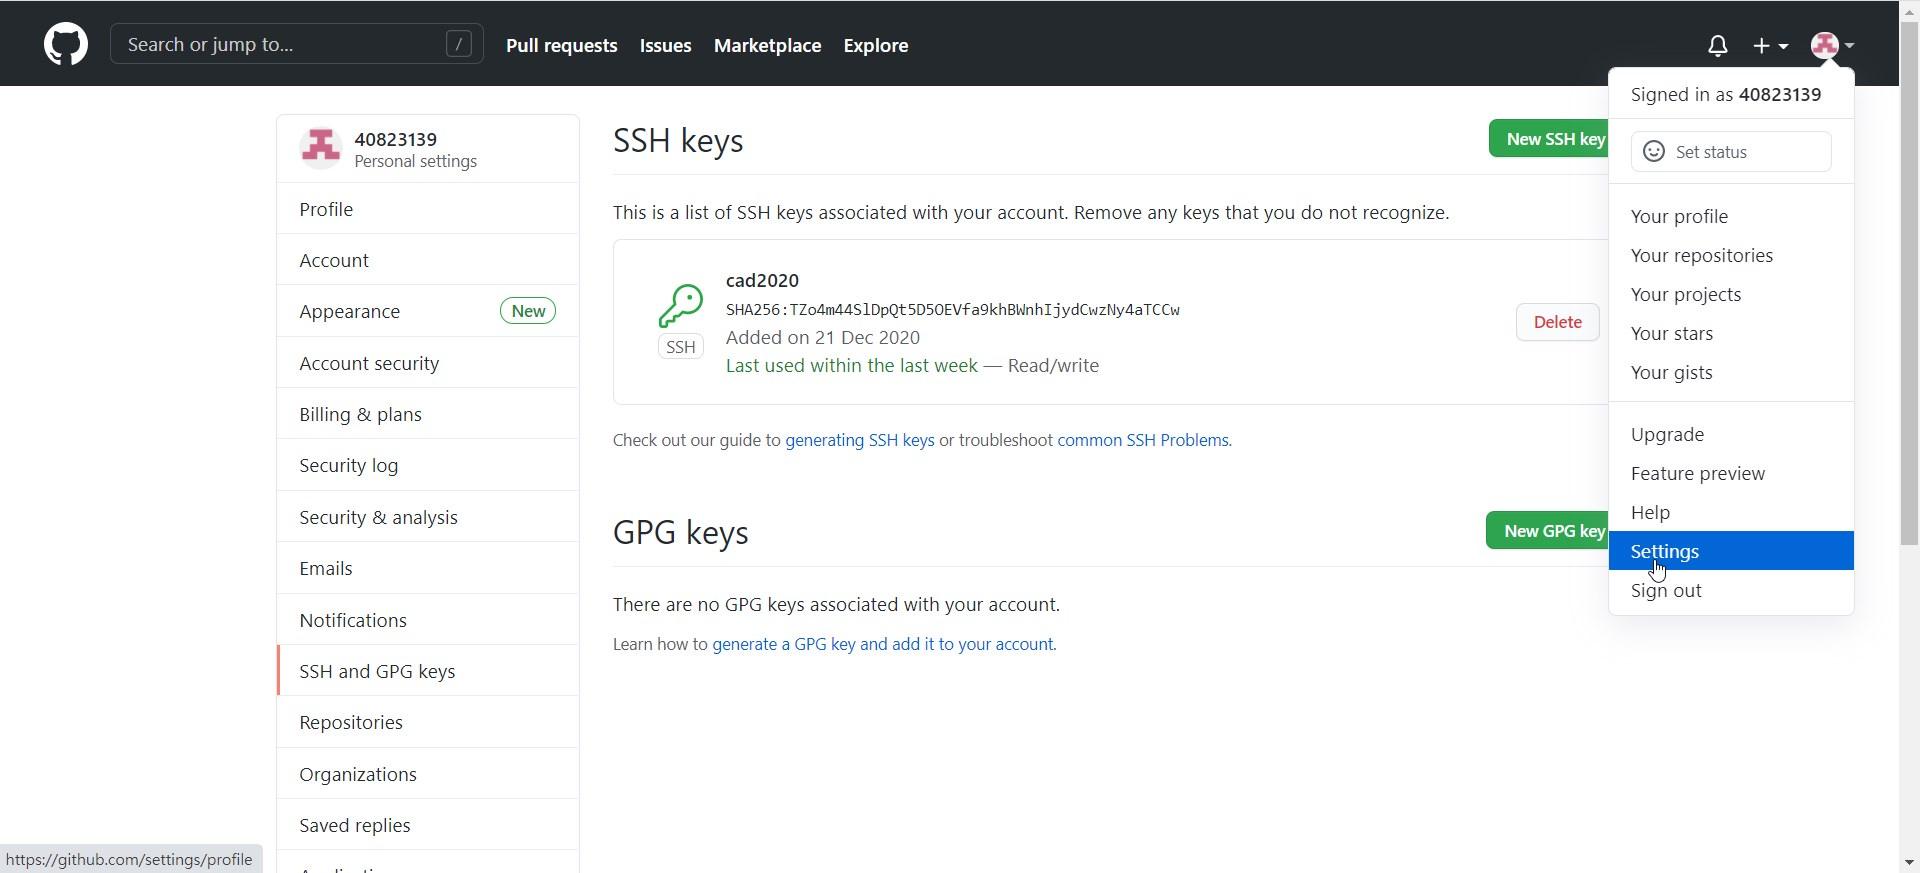 Search or jump to...
/
Pull requests
Issues
Marketplace
Explore
Signed in as 40823139
Set status
Your profile
Your repositories
Your projects
Your stars
Your gists
Upgrade
Feature preview
Help
Settings
Sign out
40823139
Personal settings
Profile
Account
Appearance
New
Account security
Billing & plans
Security log
Security & analysis
Emails
Notifications
SSH and GPG keys
Repositories
Organizations
Saved replies
SSH keys
New SSH key
This is a list of SSH keys associated with your account. Remove any keys that you do not recognize.
cad2020
SHA256:TZo4m44SlDpQt5D5OEVfa9khBWnhIjydCwzNy4aTCCw
SSH
Added on 21 Dec 2020
Last used within the last week — Read/write
Delete
Check out our guide to generating SSH keys or troubleshoot common SSH Problems.
GPG keys
New GPG key
There are no GPG keys associated with your account.
Learn how to generate a GPG key and add it to your account.
https://github.com/settings/profile